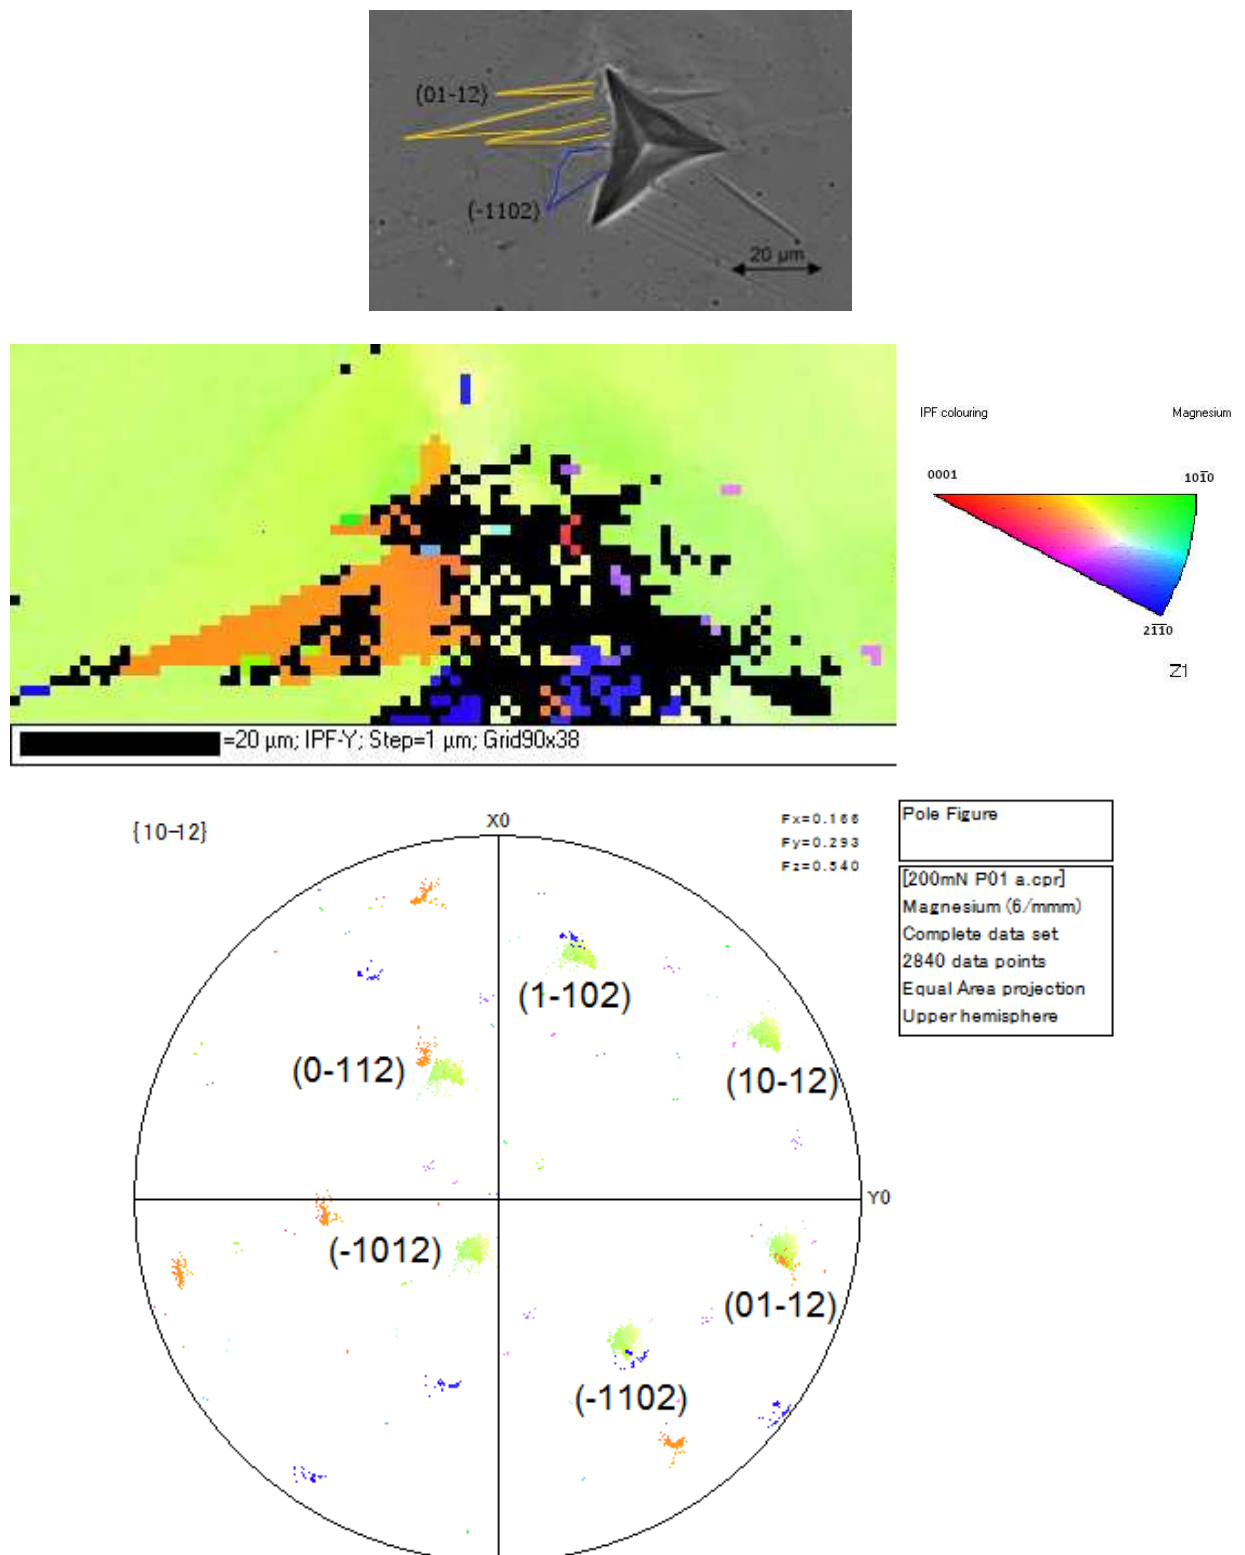 (01-12)
(-1102)
20 µm
IPF colouring Magnesium
0001 101̅0
21̅1̅0
Z1
=20 µm; IPF-Y; Step=1 µm; Grid90x38
{10-12}
X0
Fx=0.166
Fy=0.293
Fz=0.540
Pole Figure
[200mN P01 a.cpr]
Magnesium (6/mmm)
Complete data set
2840 data points
Equal Area projection
Upper hemisphere
(1-102)
(0-112)
(10-12)
Y0
(-1012)
(01-12)
(-1102)